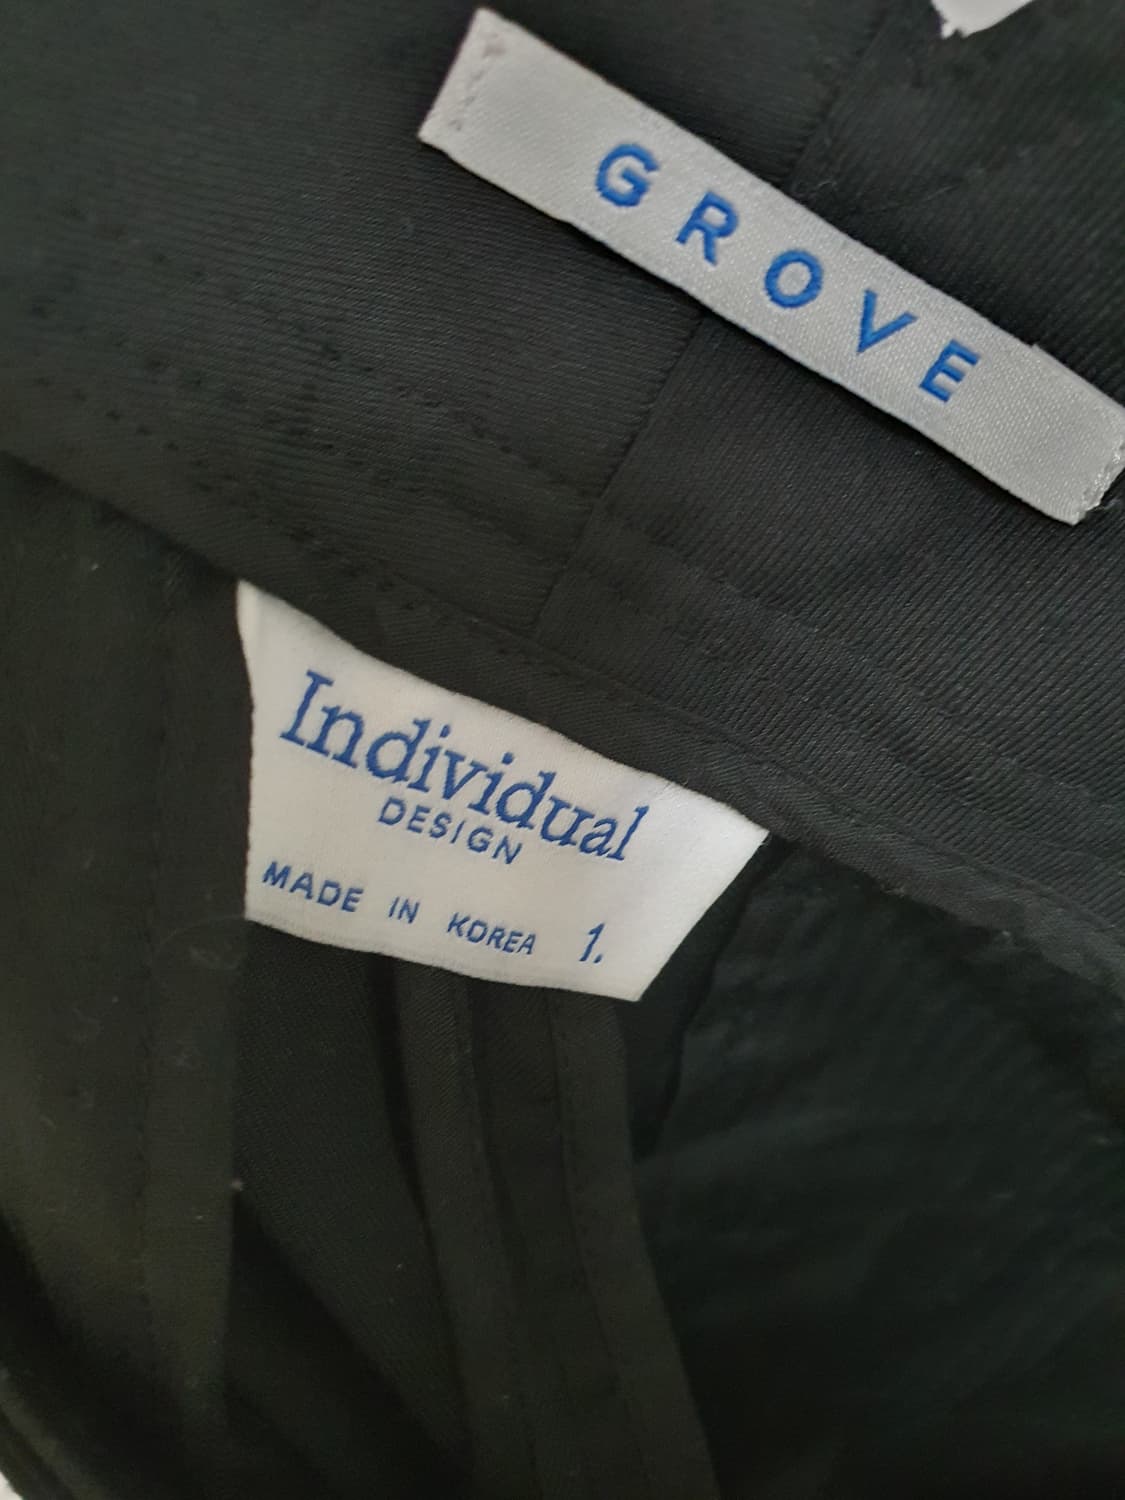 GROVE
Individual
DESIGN
MADE IN KOREA 1.